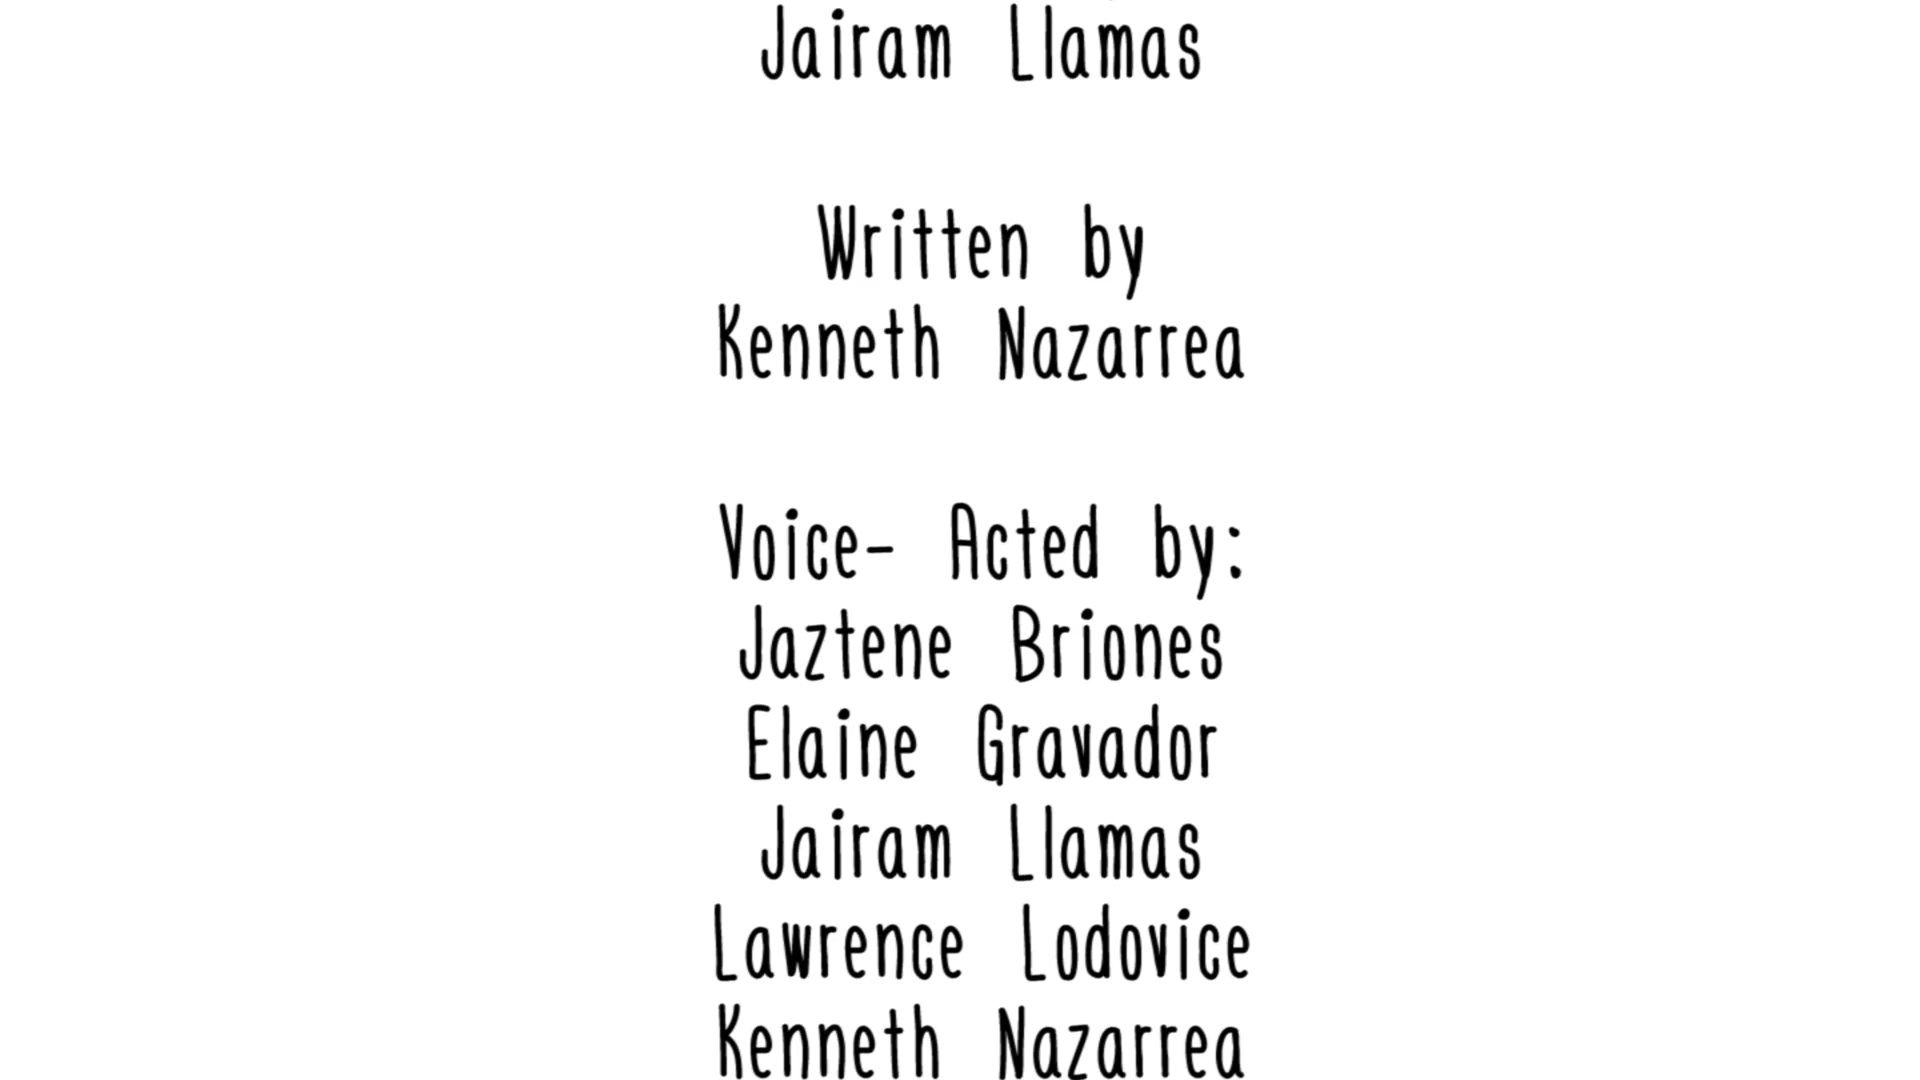 Jairam Llamas
Written by
Kenneth Nazarrea
Voice- Acted by:
Jaztene Briones
Elaine Gravador
Jairam Llamas
Lawrence Lodovice
Kenneth Nazarrea